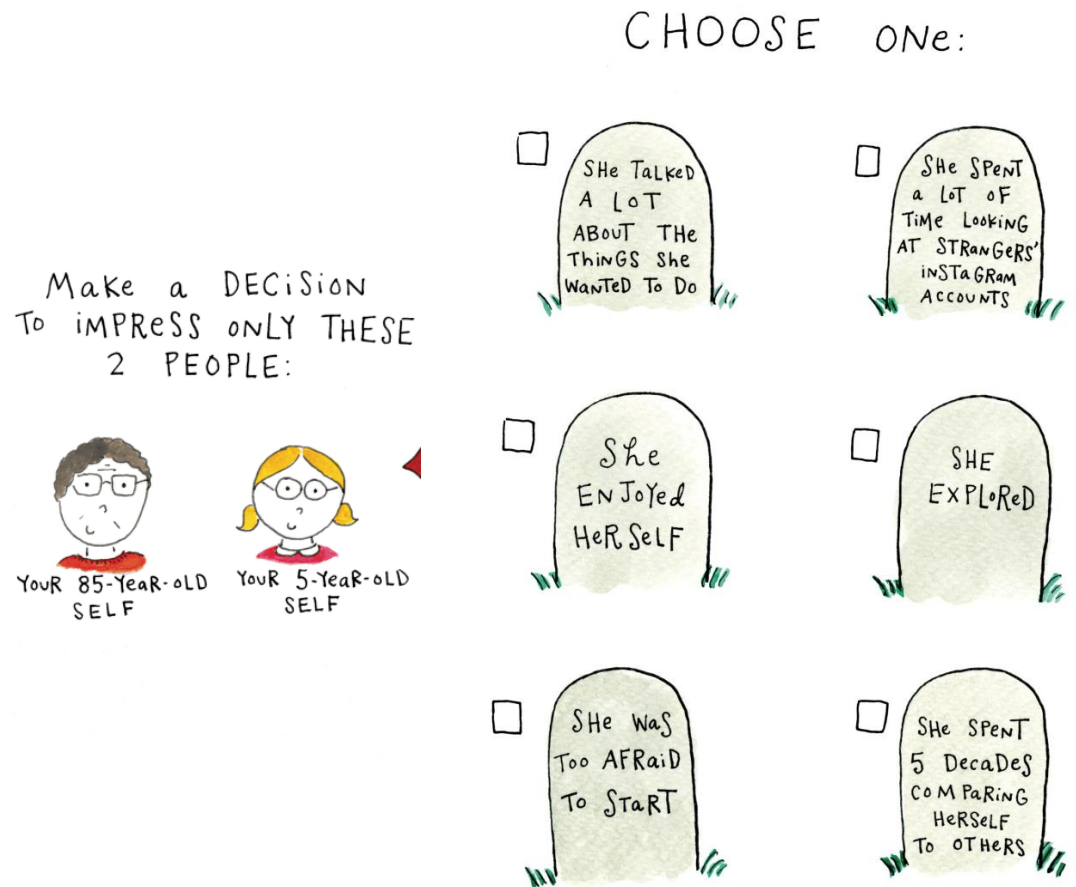 Make a DECiSiON
To iMPReSS ONLY THESE
2 PEOPLE:
YouR 85-YeaR-oLD
SELF
YouR 5-YeaR-oLD
SELF
CHOOSE ONe:
SHe TaLKeD
A LoT
ABouT THe
THiNGS SHe
WaNTeD To Do
SHe SPeNT
a LoT oF
TiMe LooKiNG
AT STRaNGeRS'
iNSTaGRaM
ACCOUNTS
She
ENJoYed
HeRSeLF
SHE
EXPLoReD
SHe WaS
Too AFRaiD
To STaRT
SHe SPeNT
5 DecaDeS
CoMPaRiNG
HeRSeLF
To OTHeRS